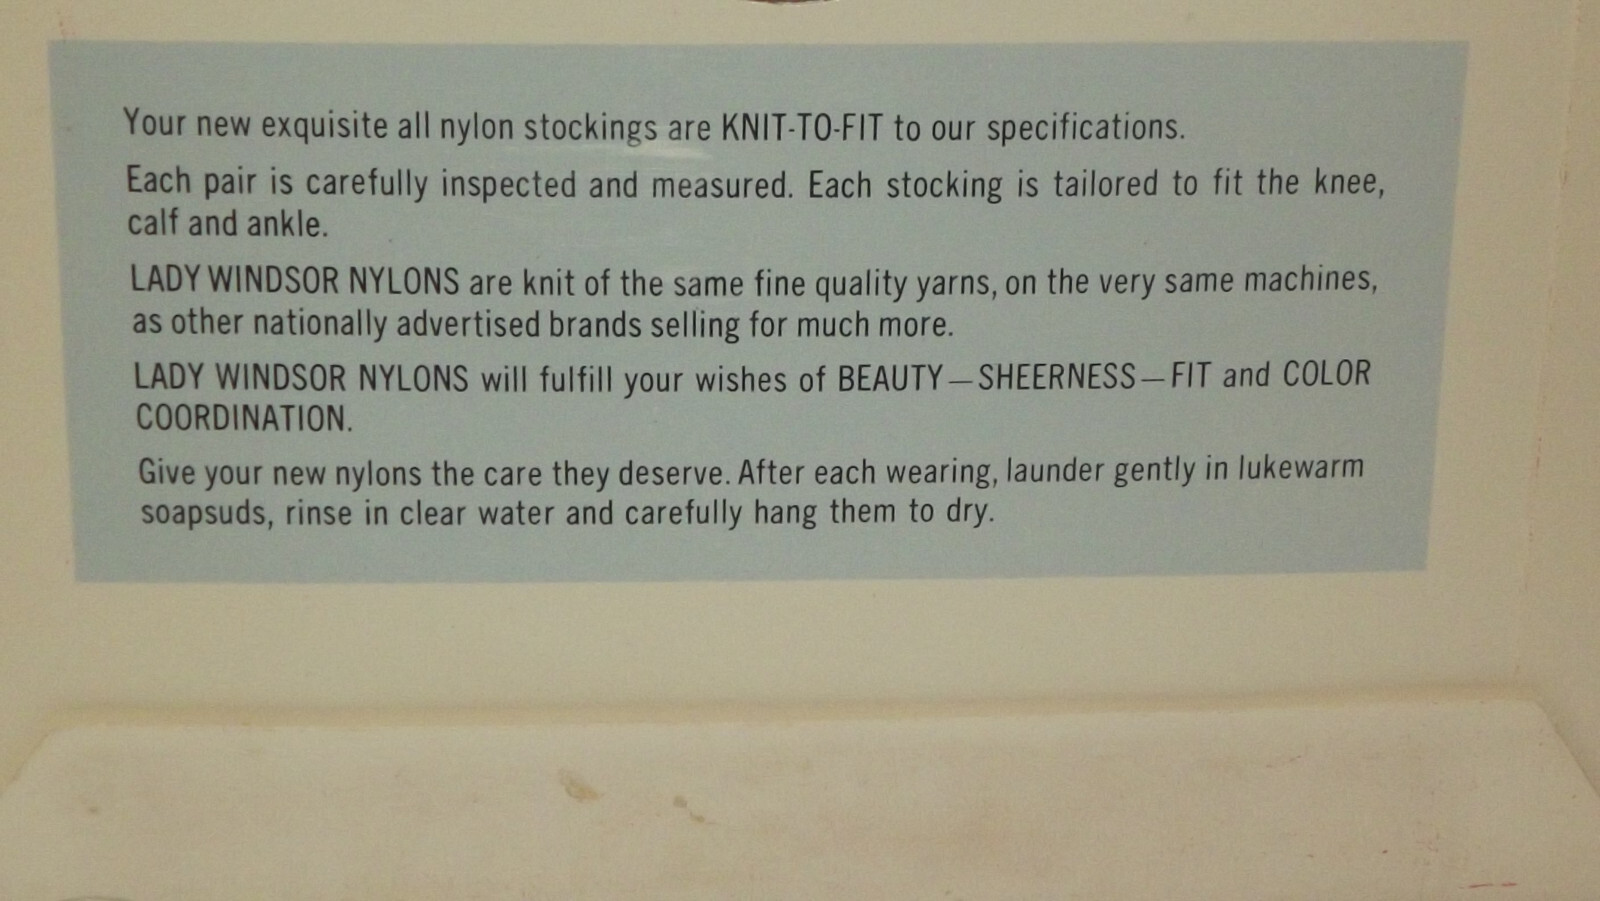 Your new exquisite all nylon stockings are KNIT-TO-FIT to our specifications.
Each pair is carefully inspected and measured. Each stocking is tailored to fit the knee,
calf and ankle.
LADY WINDSOR NYLONS are knit of the same fine quality yarns, on the very same machines,
as other nationally advertised brands selling for much more.
LADY WINDSOR NYLONS will fulfill your wishes of BEAUTY—SHEERNESS—FIT and COLOR
COORDINATION.
Give your new nylons the care they deserve. After each wearing, launder gently in lukewarm
soapsuds, rinse in clear water and carefully hang them to dry.